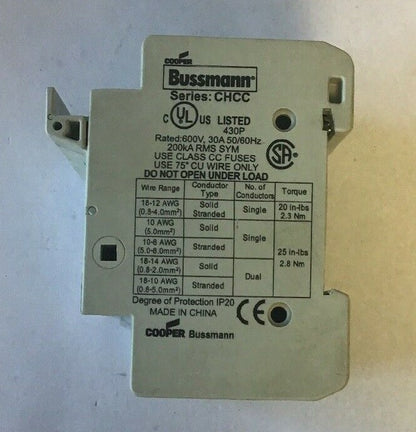 COOPER
Bussmann®
Series: CHCC
C UL US LISTED
430P
Rated:600V, 30A 50/60Hz
200kA RMS SYM
USE CLASS CC FUSES
USE 75° CU WIRE ONLY
DO NOT OPEN UNDER LOAD
Wire Range Conductor Type No. of Conductors Torque
18-12 AWG (0.8-4.0mm²) Solid Stranded Single 20 in-lbs 2.3 Nm
10 AWG (5.0mm²) Solid Single 25 in-lbs 2.8 Nm
10-8 AWG (5.0-8.0mm²) Stranded
18-14 AWG (0.8-2.0mm²) Solid Dual
18-10 AWG (0.8-5.0mm²) Stranded
Degree of Protection IP20
MADE IN CHINA CE
COOPER Bussmann
SA